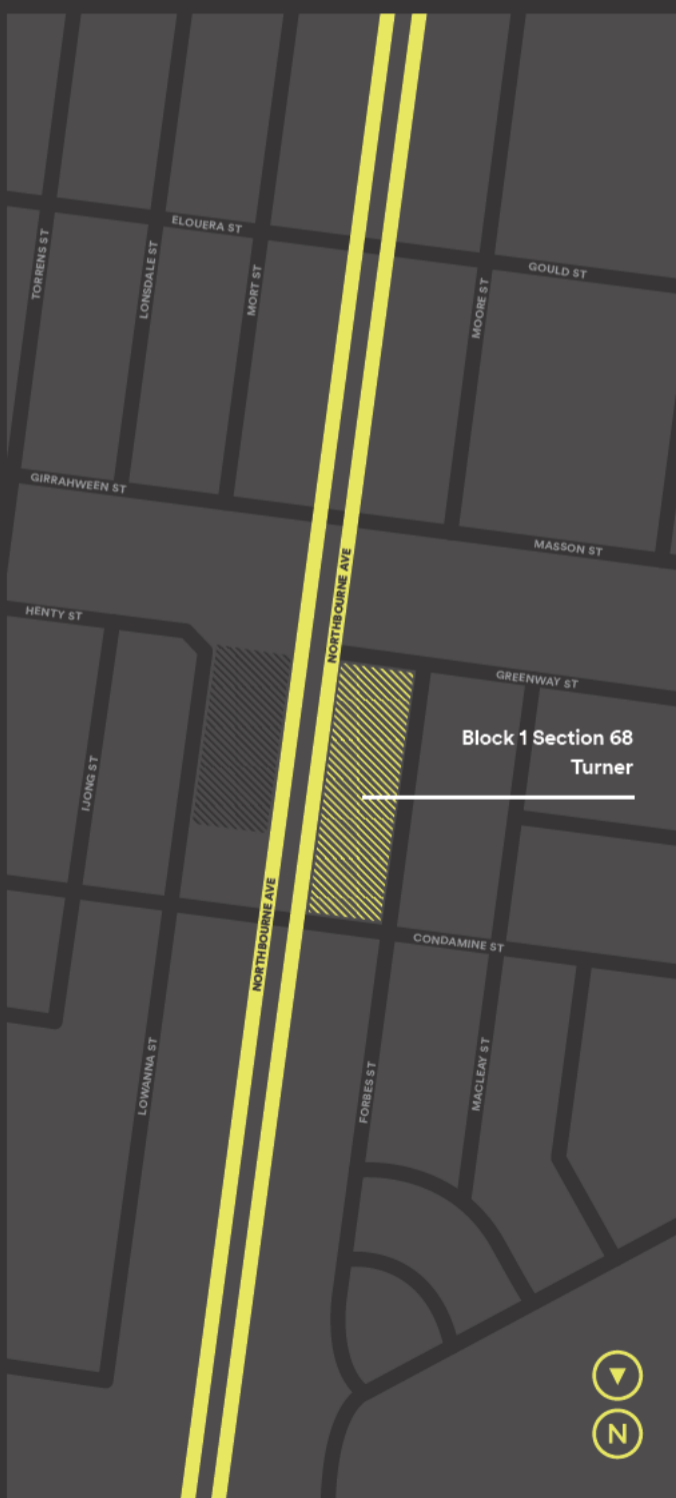 ELOUERA ST
TORRENS ST
LONSDALE ST
MORT ST
GOULD ST
MOORE ST
GIRRAHWEEN ST
MASSON ST
NORTHBOURNE AVE
HENTY ST
GREENWAY ST
Block 1 Section 68
Turner
IJONG ST
NORTHBOURNE AVE
CONDAMINE ST
LOWANNA ST
FORBES ST
MACLEAY ST
N